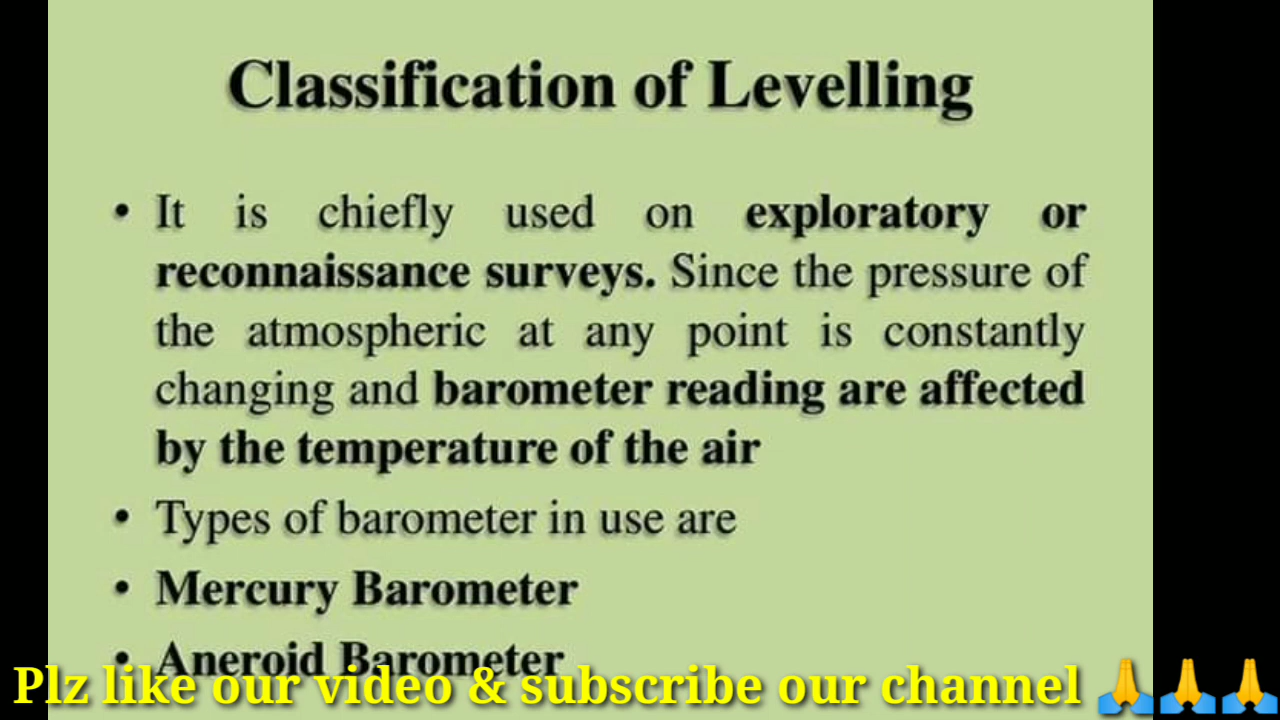 Classification of Levelling
• It is chiefly used on exploratory or
reconnaissance surveys. Since the pressure of
the atmospheric at any point is constantly
changing and barometer reading are affected
by the temperature of the air
• Types of barometer in use are
• Mercury Barometer
• Aneroid Barometer
Plz like our video & subscribe our channel 🙏🙏🙏